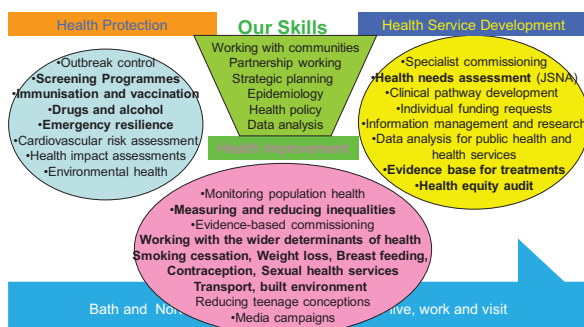 Health Protection
Our Skills
Health Service Development
Working with communities
Partnership working
Strategic planning
Epidemiology
Health policy
Data analysis
•Outbreak control
•Screening Programmes
•Immunisation and vaccination
•Drugs and alcohol
•Emergency resilience
•Cardiovascular risk assessment
•Health impact assessments
•Environmental health
•Specialist commissioning
•Health needs assessment (JSNA)
•Clinical pathway development
•Individual funding requests
•Information management and research
•Data analysis for public health and
health services
•Evidence base for treatments
•Health equity audit
Health Improvement
•Monitoring population health
•Measuring and reducing inequalities
•Evidence-based commissioning
Working with the wider determinants of health
Smoking cessation, Weight loss, Breast feeding,
Contraception, Sexual health services
Transport, built environment
Reducing teenage conceptions
•Media campaigns
Bath and live, work and visit